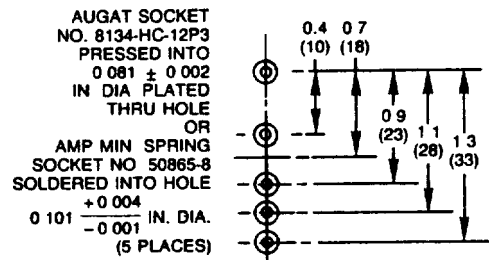 AUGAT SOCKET
NO. 8134-HC-12P3
PRESSED INTO
0 081 ± 0 002
IN DIA PLATED
THRU HOLE
OR
AMP MIN SPRING
SOCKET NO 50865-8
SOLDERED INTO HOLE
0 101 +0 004 -0 001 IN. DIA.
(5 PLACES)
0.4
(10)
0 7
(18)
0 9
(23)
1 1
(28)
1 3
(33)